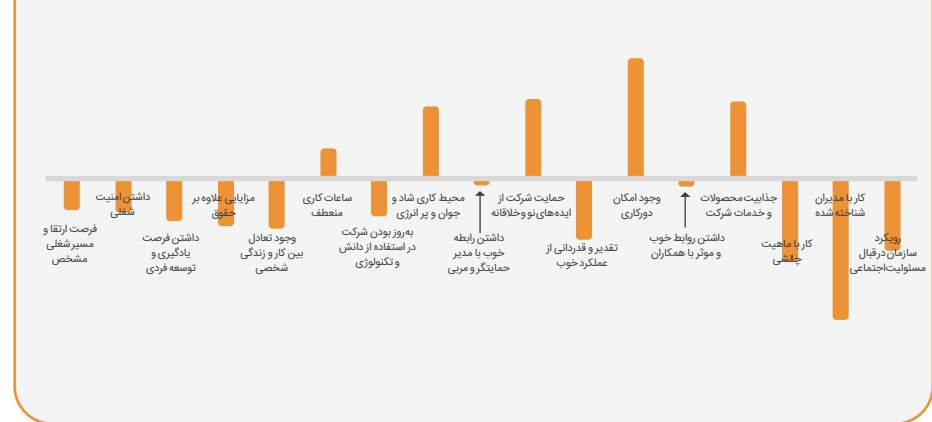 فرصت ارتقا و
مسیر شغلی
مشخص
داشتن امنیت
شغلی
داشتن فرصت
یادگیری و
توسعه فردی
مزایایی علاوه بر
حقوق
وجود تعادل
بین کار و زندگی
شخصی
ساعات کاری
منعطف
به‌روز بودن شرکت
در استفاده از دانش
و تکنولوژی
محیط کاری شاد و
جوان و پر انرژی
داشتن رابطه
خوب با مدیر
حمایتگر و مربی
حمایت شرکت از
ایده‌های نو و خلاقانه
تقدیر و قدردانی از
عملکرد خوب
وجود امکان
دورکاری
داشتن روابط خوب
و موثر با همکاران
جذابیت محصولات
و خدمات شرکت
کار با ماهیت
چالشی
کار با مدیران
شناخته شده
رویکرد
سازمان در قبال
مسئولیت اجتماعی